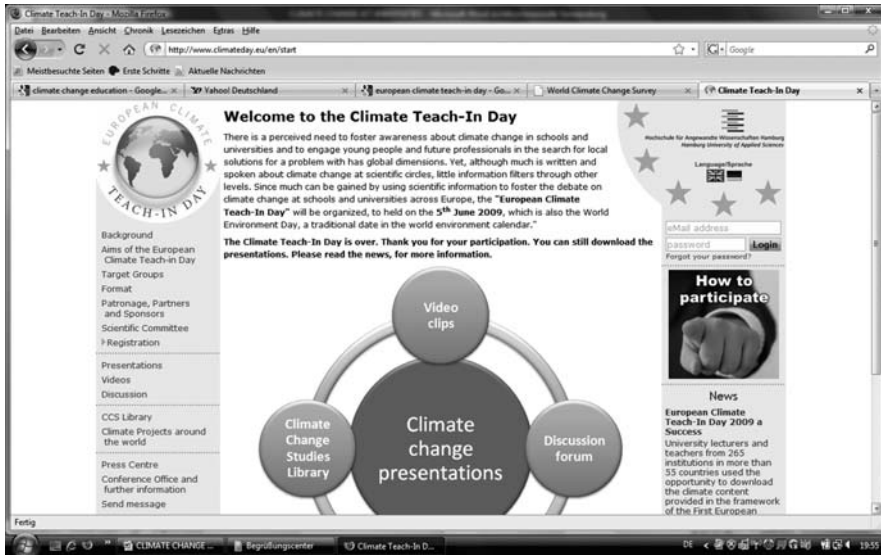 Climate Teach-In Day - Mozilla Firefox
Datei Bearbeiten Ansicht Chronik Lesezeichen Extras Hilfe
http://www.climateday.eu/en/start
Google
Meistbesuchte Seiten Erste Schritte Aktuelle Nachrichten
climate change education - Google...
Yahoo! Deutschland
european climate teach-in day - Go...
World Climate Change Survey
Climate Teach-In Day
EUROPEAN CLIMATE
TEACH-IN DAY
Background
Aims of the European
Climate Teach-in Day
Target Groups
Format
Patronage, Partners
and Sponsors
Scientific Committee
Registration
Presentations
Videos
Discussion
CCS Library
Climate Projects around
the world
Press Centre
Conference Office and
further information
Send message
Welcome to the Climate Teach-In Day
There is a perceived need to foster awareness about climate change in schools and
universities and to engage young people and future professionals in the search for local
solutions for a problem with has global dimensions. Yet, although much is written and
spoken about climate change at scientific circles, little information filters through other
levels. Since much can be gained by using scientific information to foster the debate on
climate change at schools and universities across Europe, the "European Climate
Teach-In Day" will be organized, to held on the 5th June 2009, which is also the World
Environment Day, a traditional date in the world environment calendar."
The Climate Teach-In Day is over. Thank you for your participation. You can still download the
presentations. Please read the news, for more information.
Video
clips
Climate
Change
Studies
Library
Climate
change
presentations
Discussion
forum
Hochschule für Angewandte Wissenschaften Hamburg
Hamburg University of Applied Sciences
Language/Sprache
eMail address
password
Login
Forgot your password?
How to
participate
News
European Climate
Teach-In Day 2009 a
Success
University lecturers and
teachers from 265
institutions in more than
55 countries used the
opportunity to download
the climate content
provided in the framework
of the First European
Fertig
CLIMATE CHANGE ...
Begrüßungscenter
Climate Teach-In D...
DE
19:55